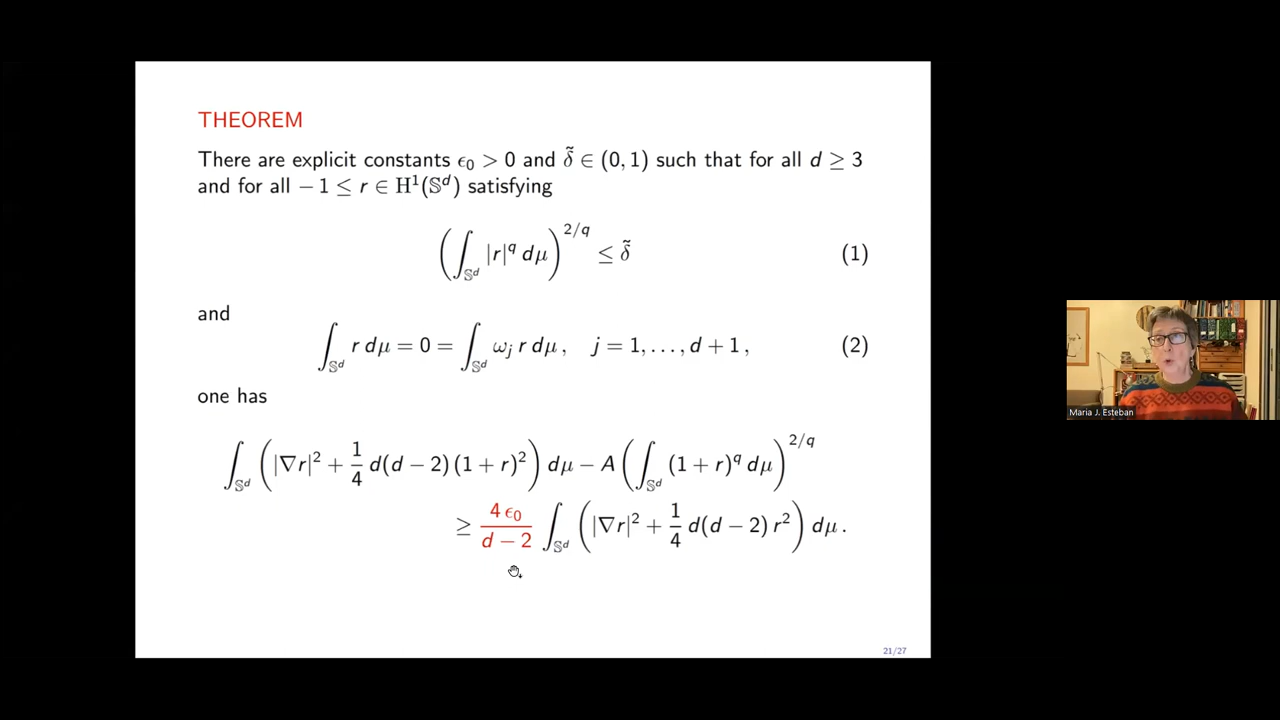 THEOREM
There are explicit constants ϵ₀ > 0 and δ̃ ∈ (0, 1) such that for all d ≥ 3
and for all − 1 ≤ r ∈ H¹(𝕊ᵈ) satisfying
(∫_{𝕊ᵈ} |r|^q dμ)^{2/q} ≤ δ̃ (1)
and
∫_{𝕊ᵈ} r dμ = 0 = ∫_{𝕊ᵈ} ω_j r dμ , j = 1, . . . , d + 1 , (2)
one has
∫_{𝕊ᵈ} (|∇r|² + 1/4 d(d − 2) (1 + r)²) dμ − A (∫_{𝕊ᵈ} (1 + r)^q dμ)^{2/q}
≥ 4 ϵ₀/(d − 2) ∫_{𝕊ᵈ} (|∇r|² + 1/4 d(d − 2) r²) dμ .
21/27
Maria J. Esteban